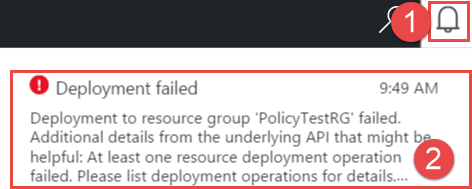 1
Deployment failed 9:49 AM
Deployment to resource group 'PolicyTestRG' failed.
Additional details from the underlying API that might be
helpful: At least one resource deployment operation
failed. Please list deployment operations for details....
2